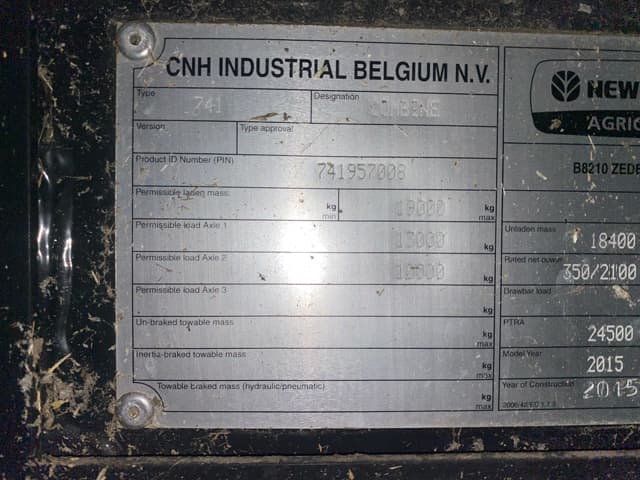 CNH INDUSTRIAL BELGIUM N.V.
Type
741
Designation
COMBINE
Version
Type approval
Product ID Number (PIN)
741957008
Permissible laden mass
kg
min
kg
max
Permissible load Axle 1
13000
kg
Permissible load Axle 2
kg
Permissible load Axle 3
kg
Un-braked towable mass
kg
max
Inertia-braked towable mass
kg
max
Towable braked mass (hydraulic/pneumatic)
kg
max
NEW
AGRIC
B8210 ZEDE
Unladen mass
18400
Rated net power
350/2100
Drawbar load
PTRA
24500
Model Year
2015
Year of Construction
2015